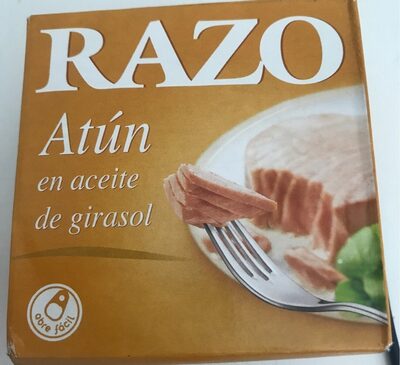 RAZO
Atún
en aceite
de girasol
abre fácil